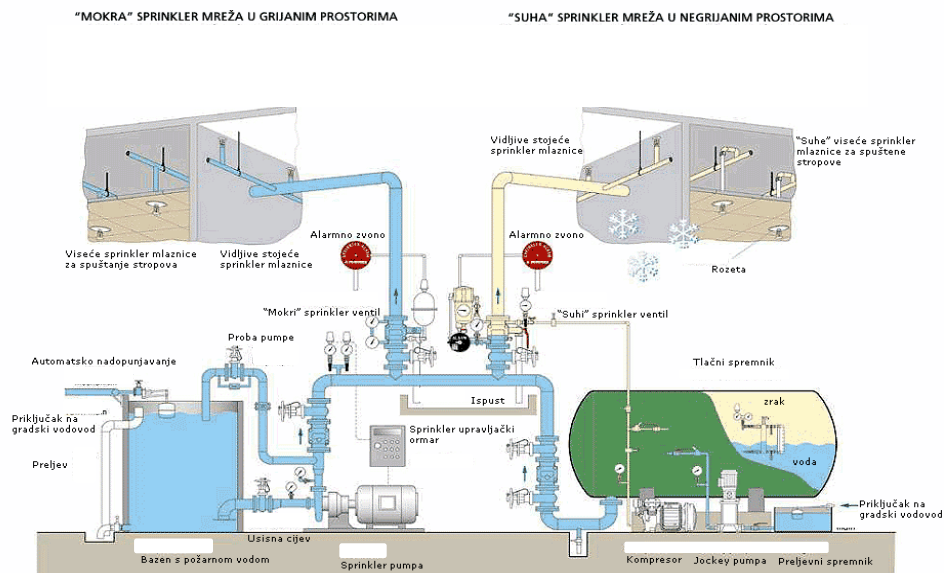 "MOKRA" SPRINKLER MREŽA U GRIJANIM PROSTORIMA
"SUHA" SPRINKLER MREŽA U NEGRIJANIM PROSTORIMA
Vidljive stojeće
sprinkler mlaznice
"Suhe" viseće sprinkler
mlaznice za spuštene
stropove
Viseće sprinkler mlaznice
za spuštanje stropova
Vidljive stojeće
sprinkler mlaznice
Alarmno zvono
Alarmno zvono
Rozeta
"Mokri" sprinkler ventil
"Suhi" sprinkler ventil
Proba pumpe
Automatsko nadopunjavanje
Tlačni spremnik
Ispust
zrak
Priključak na
gradski vodovod
Sprinkler upravljački
ormar
Preljev
voda
Priključak na
gradski vodovod
Usisna cijev
Bazen s požarnom vodom
Sprinkler pumpa
Kompresor
Jockey pumpa
Preljevni spremnik